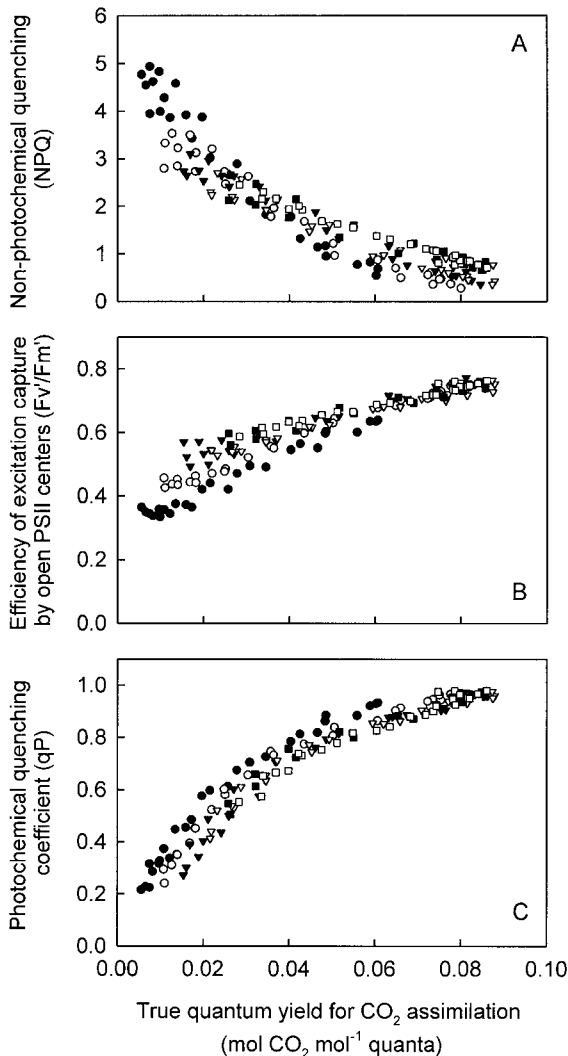 Non-photochemical quenching
(NPQ)
6
5
4
3
2
1
0
A
Efficiency of excitation capture
by open PSII centers (Fv'/Fm')
0.8
0.6
0.4
0.2
0.0
B
Photochemical quenching
coefficient (qP)
1.0
0.8
0.6
0.4
0.2
0.0
C
0.00 0.02 0.04 0.06 0.08 0.10
True quantum yield for CO₂ assimilation
(mol CO₂ mol⁻¹ quanta)